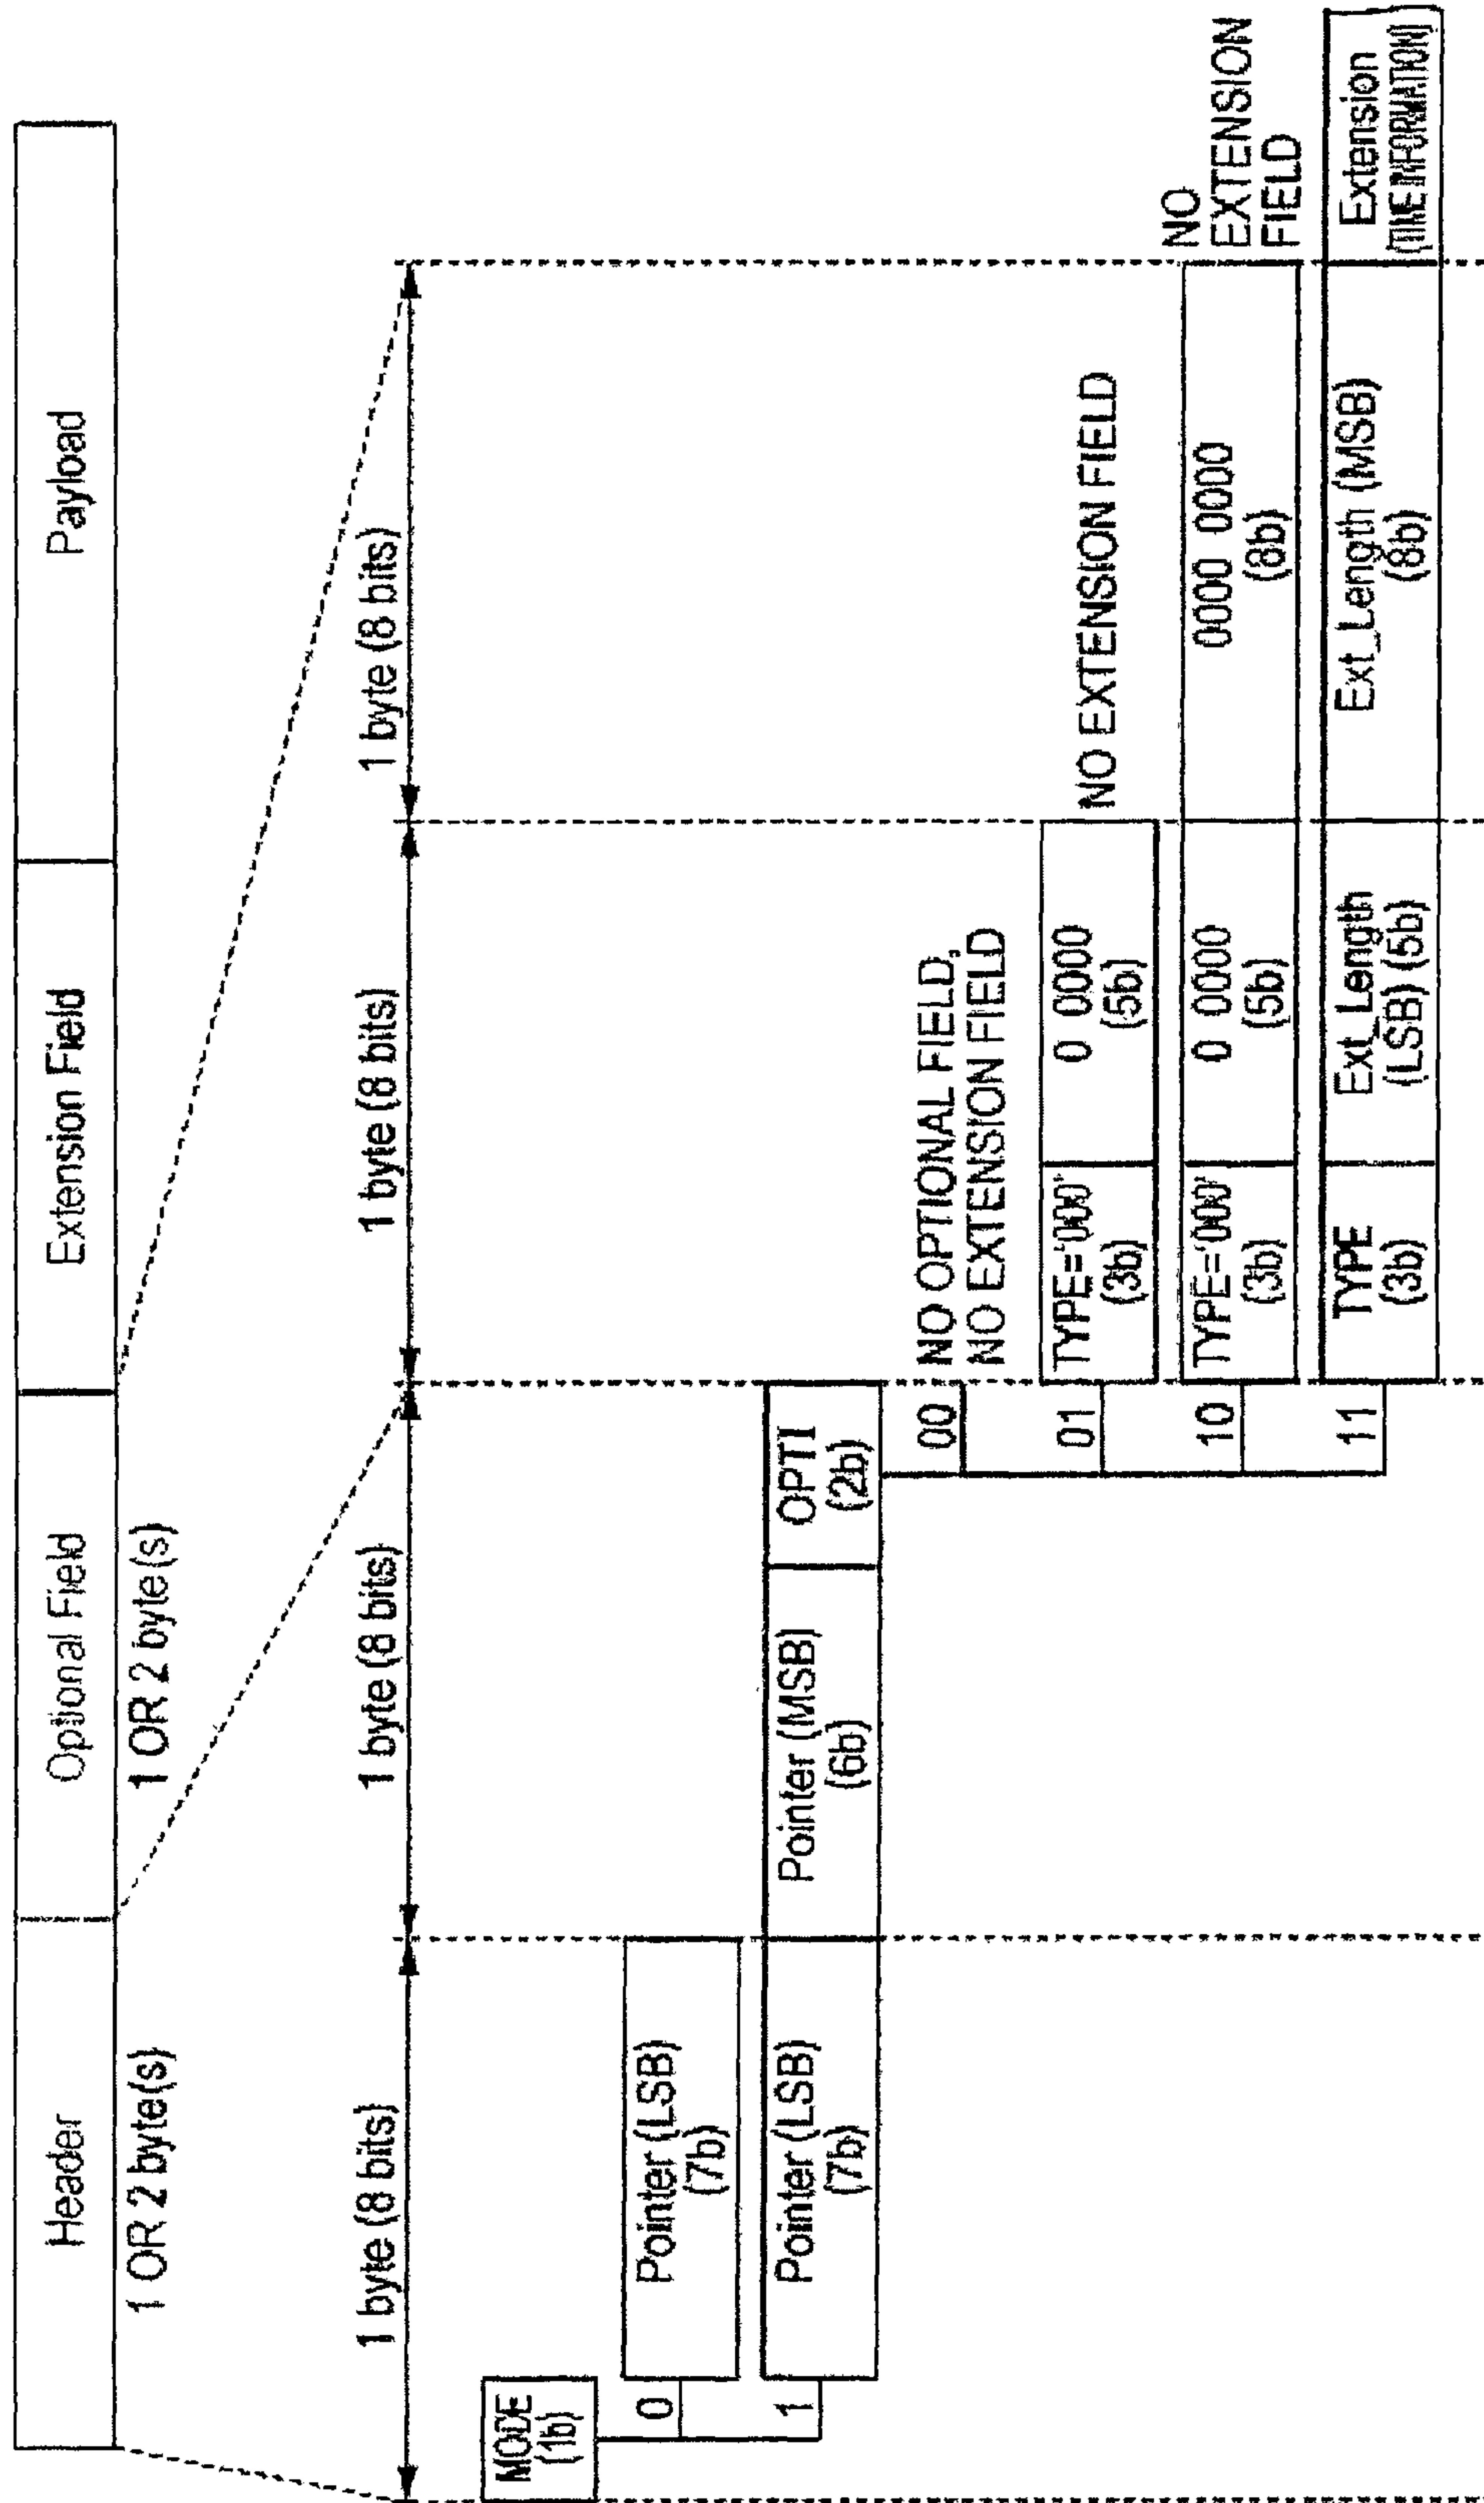 Header
Optional Field
Extension Field
Payload
1 OR 2 byte(s)
1 OR 2 byte(s)
1 byte (8 bits)
1 byte (8 bits)
1 byte (8 bits)
1 byte (8 bits)
MODE
(1b)
0
Pointer (LSB)
(7b)
1
Pointer (LSB)
(7b)
Pointer (MSB)
(6b)
OPTI
(2b)
00
NO OPTIONAL FIELD,
NO EXTENSION FIELD
01
TYPE='000'
(3b)
0 0000
(5b)
NO EXTENSION FIELD
10
TYPE='000'
(3b)
0 0000
(5b)
0000 0000
(8b)
NO
EXTENSION
FIELD
11
TYPE
(3b)
Ext_Length
(LSB) (5b)
Ext_Length (MSB)
(8b)
Extension
(TIME INFORMATION)